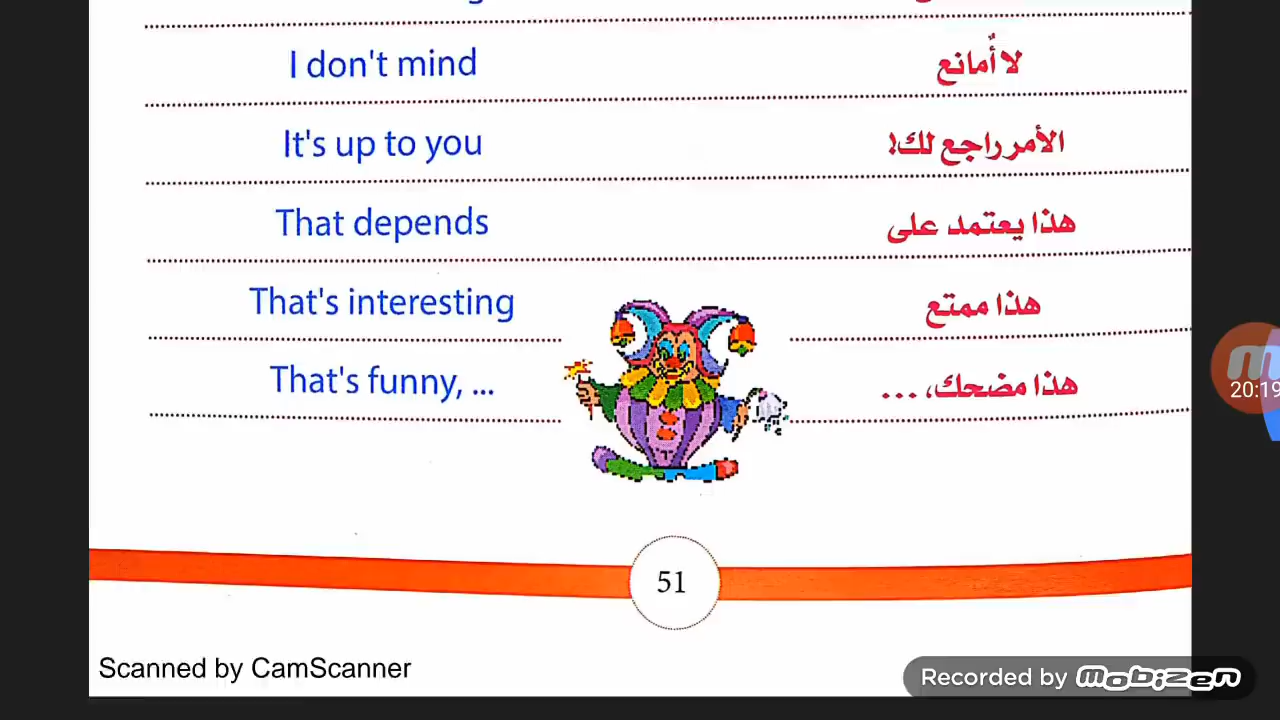 I don't mind لا أُمانع
It's up to you الأمر راجع لك!
That depends هذا يعتمد على
That's interesting هذا ممتع
That's funny, ... هذا مضحك، ...
51
20:19
Scanned by CamScanner
Recorded by mobizen